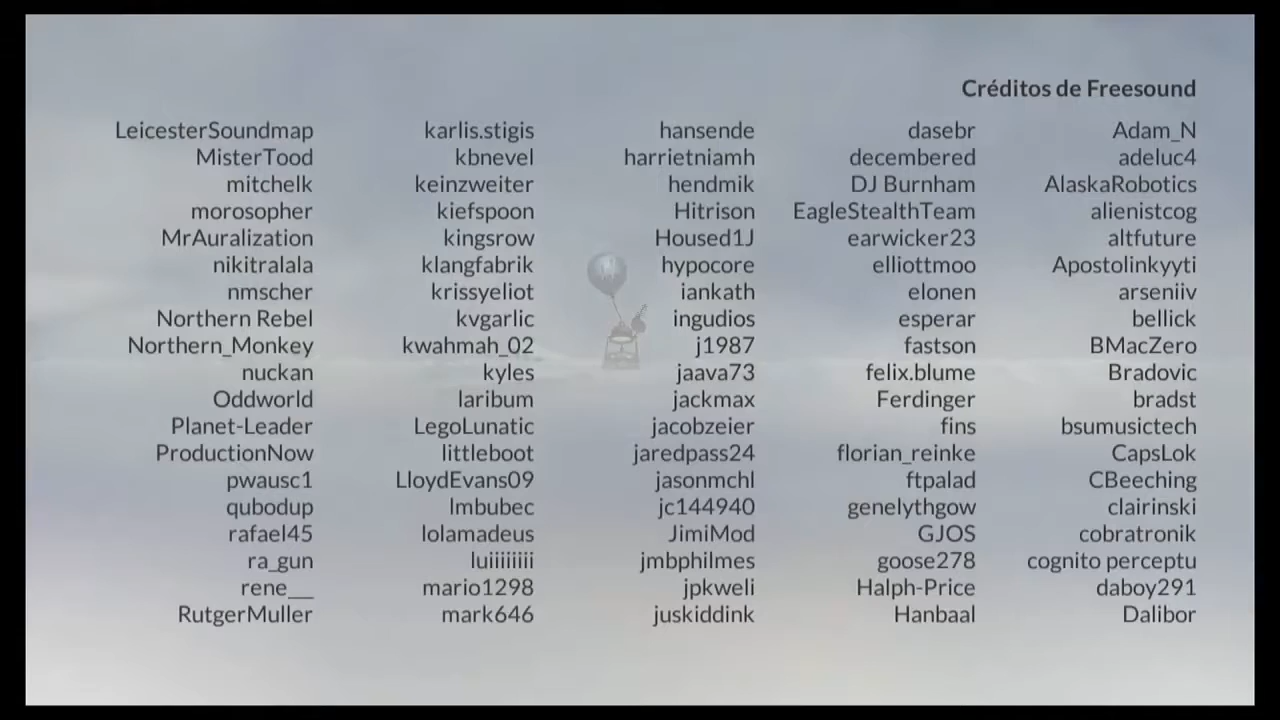 Créditos de Freesound
LeicesterSoundmap karlis.stigis hansende dasebr Adam_N
MisterTood kbnevel harrietniamh decembered adeluc4
mitchelk keinzweiter hendmik DJ Burnham AlaskaRobotics
morosopher kiefspoon Hitrison EagleStealthTeam alienistcog
MrAuralization kingsrow Housed1J earwicker23 altfuture
nikitralala klangfabrik hypocore elliottmoo Apostolinkyyti
nmscher krissyeliot iankath elonen arseniiv
Northern Rebel kvgarlic ingudios esperar bellick
Northern_Monkey kwahmah_02 j1987 fastson BMacZero
nuckan kyles jaava73 felix.blume Bradovic
Oddworld laribum jackmax Ferdinger bradst
Planet-Leader LegoLunatic jacobzeier fins bsumusictech
ProductionNow littleboot jaredpass24 florian_reinke CapsLok
pwausc1 LloydEvans09 jasonmchl ftpalad CBeeching
qubodup lmbubec jc144940 genelythgow clairinski
rafael45 lolamadeus JimiMod GJOS cobratronik
ra_gun luiiiiiiii jmbphilmes goose278 cognito perceptu
rene__ mario1298 jpkweli Halph-Price daboy291
RutgerMuller mark646 juskiddink Hanbaal Dalibor